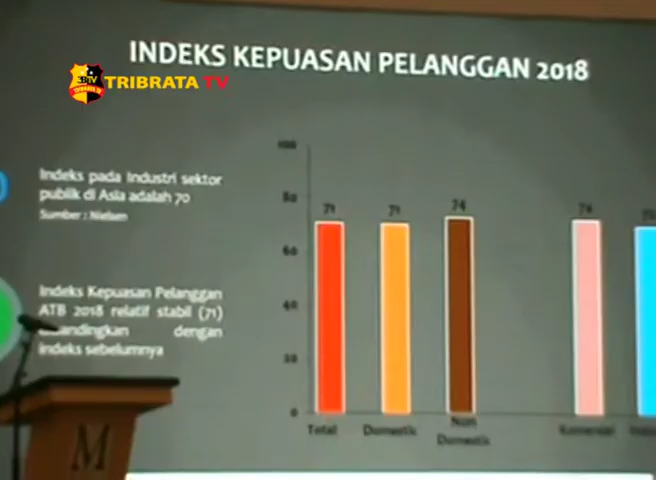 INDEKS KEPUASAN PELANGGAN 2018
TRIBRATA TV
Indeks pada Industri sektor
publik di Asia adalah 70
Sumber : Nielsen
Indeks Kepuasan Pelanggan
ATB 2018 relatif stabil (71)
dengan
indeks sebelumnya
100
80
60
40
20
0
71
71
74
Total
Domestik
Non
Domestik
Komersial
M